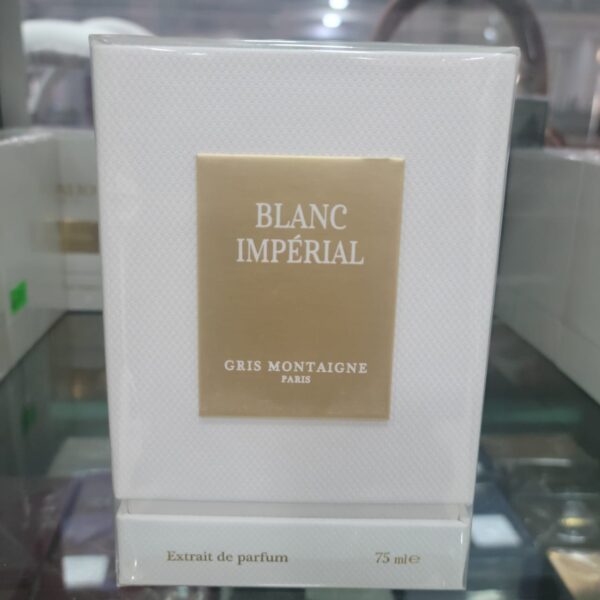 BLANC
IMPÉRIAL
GRIS MONTAIGNE
PARIS
Extrait de parfum 75 ml℮